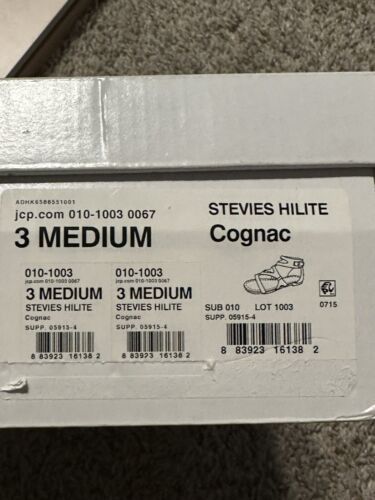 ADHK6586551001
jcp.com 010-1003 0067
3 MEDIUM
STEVIES HILITE
Cognac
010-1003
jcp.com 010-1003 0067
3 MEDIUM
STEVIES HILITE
Cognac
SUPP. 05915-4
8 83923 16138 2
010-1003
jcp.com 010-1003 0067
3 MEDIUM
STEVIES HILITE
Cognac
SUPP. 05915-4
8 83923 16138 2
SUB 010 LOT 1003
SUPP. 05915-4
0715
8 83923 16138 2